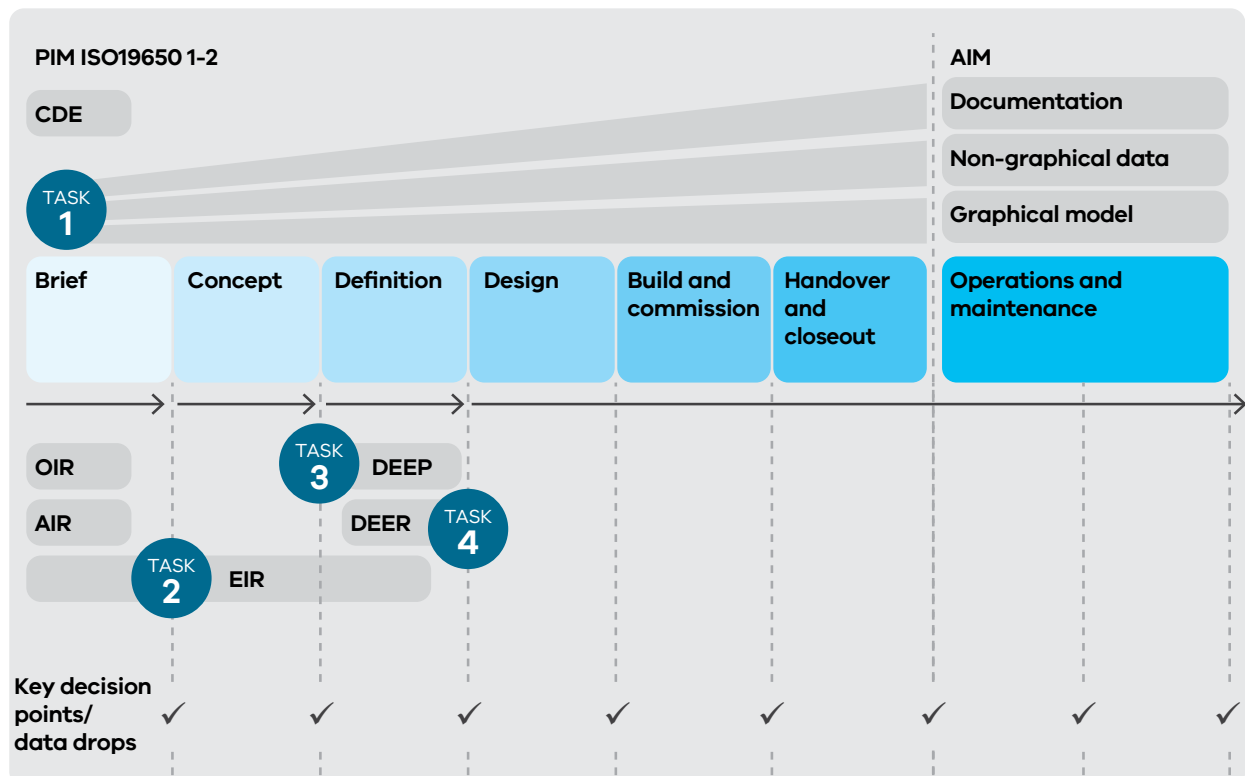 PIM ISO19650 1-2
AIM
CDE
Documentation
Non-graphical data
Graphical model
TASK
1
Brief
Concept
Definition
Design
Build and
commission
Handover
and
closeout
Operations and
maintenance
OIR
TASK
3
DEEP
AIR
DEER
TASK
4
TASK
2
EIR
Key decision
points/
data drops